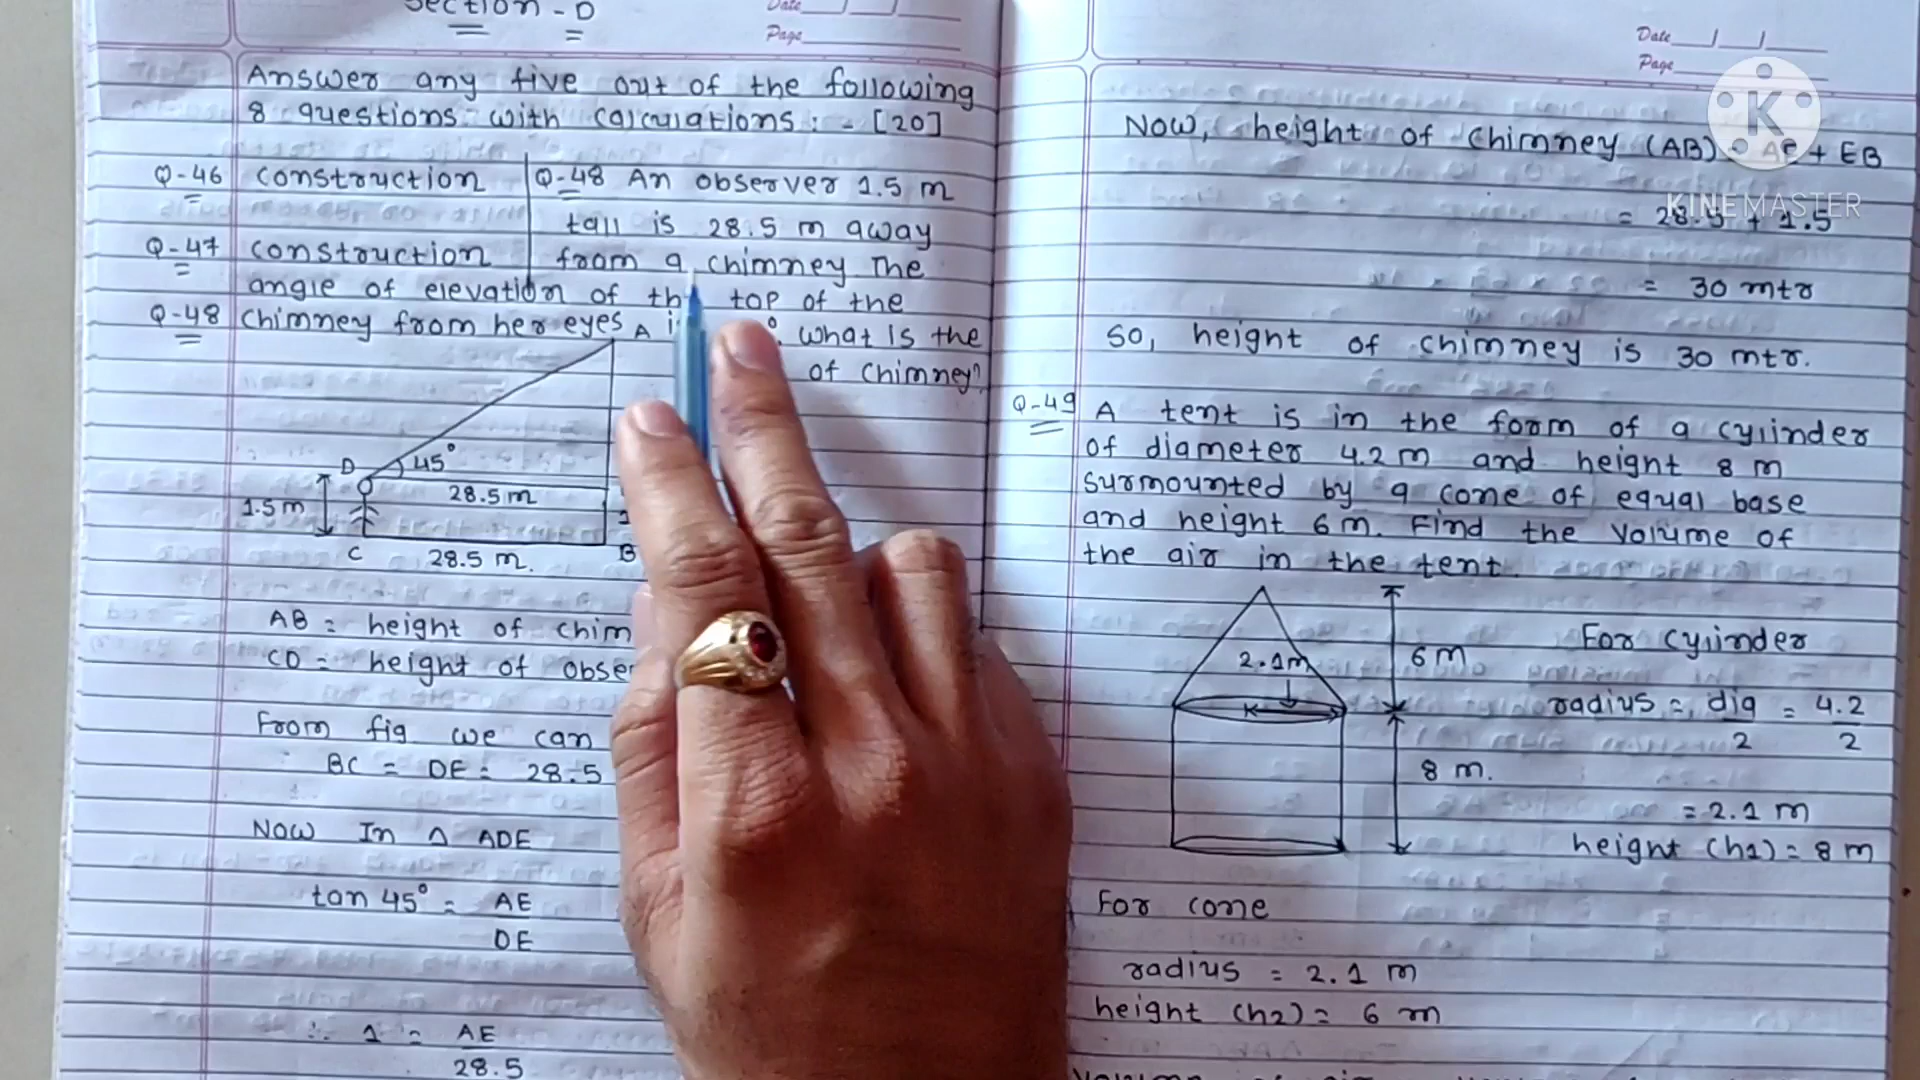 Section - D
Date
Page
Answer any five out of the following
8 questions with calculations: - [20]
Q-46 construction
Q-47 construction
Q-48 An observer 1.5 m
tall is 28.5 m away
from a chimney The
angle of elevation of the top of the
Q-48 chimney from her eyes i °. what is the
of chimney?
A
D 45°
28.5 m
1.5 m
C 28.5 m. B
AB = height of chim
CD = height of obser
From fig we can
BC = DE = 28.5
Now In △ ADE
tan 45° = AE
DE
∴ 1 = AE
28.5
Date
Page
K
KINEMASTER
Now, height of chimney (AB) = AE + EB
= 28.5 + 1.5
= 30 mtr
So, height of chimney is 30 mtr.
Q-49 A tent is in the form of a cylinder
of diameter 4.2 m and height 8 m
surmounted by a cone of equal base
and height 6 m. Find the volume of
the air in the tent.
2.1m
6 m
8 m.
For cylinder
radius = dia = 4.2
2 2
= 2.1 m
height (h1) = 8 m
For cone
radius = 2.1 m
height (h2) = 6 m